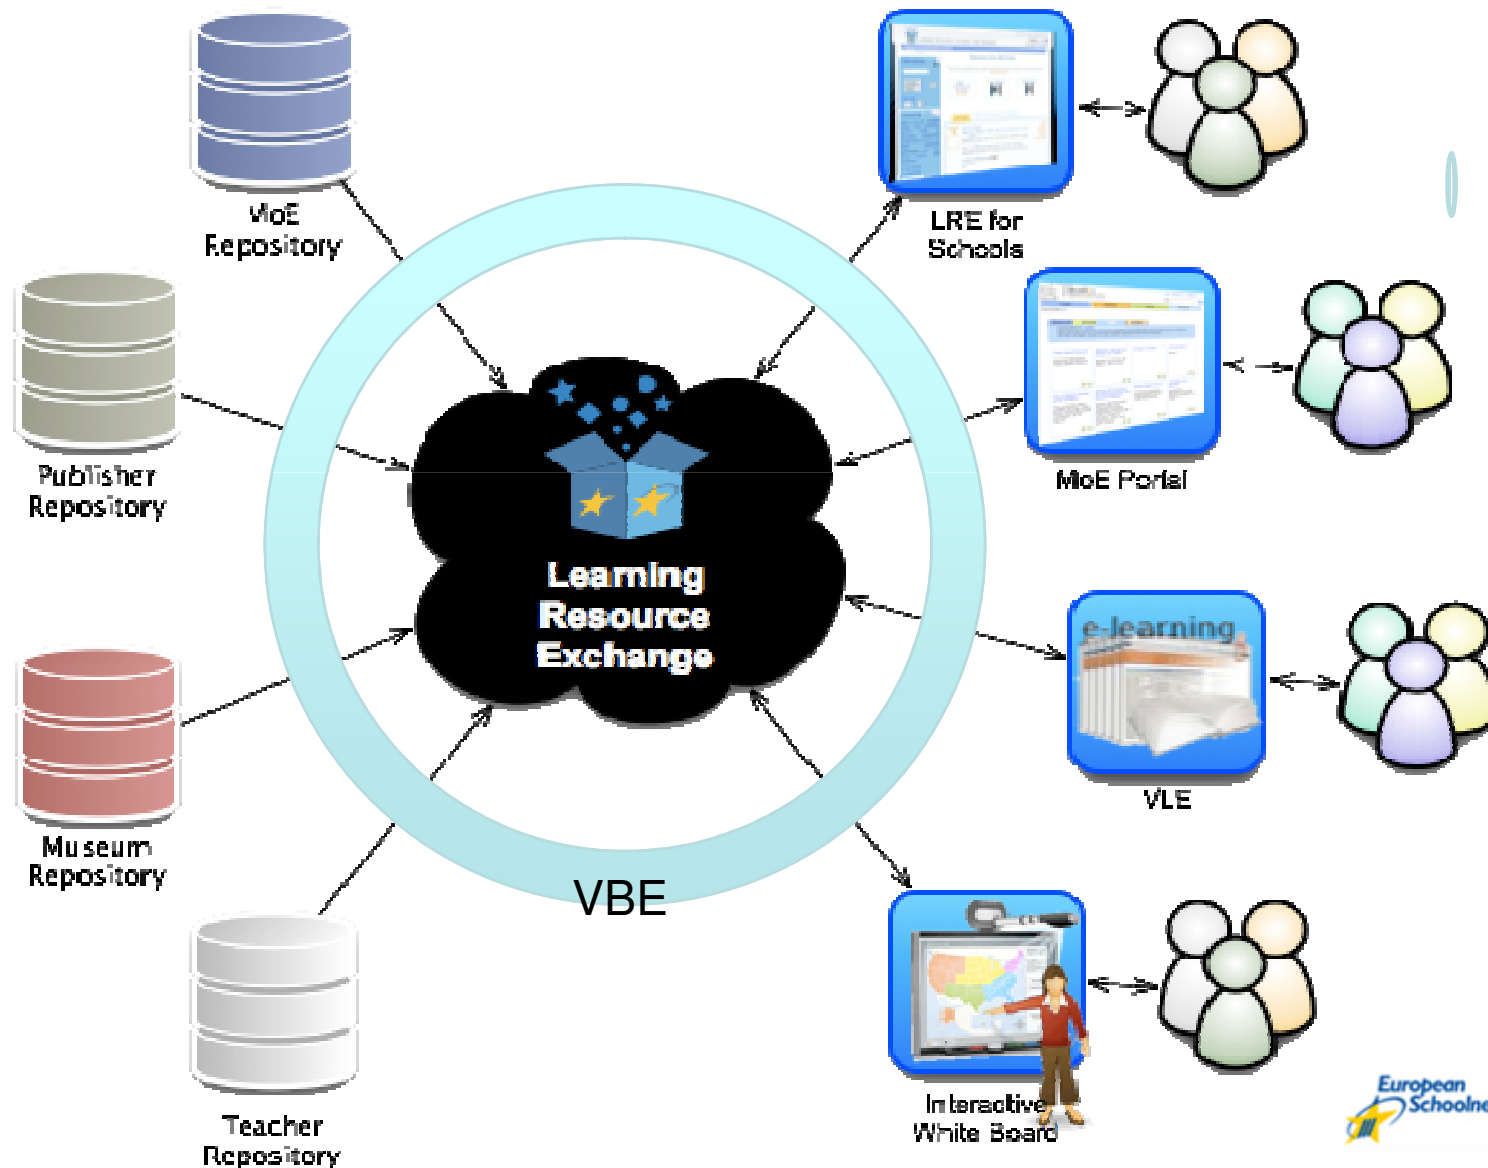 MoE
Repository
LRE for
Schools
Publisher
Repository
MoE Portal
Learning
Resource
Exchange
e-learning
VLE
Museum
Repository
VBE
Teacher
Repository
Interactive
White Board
European
Schoolne